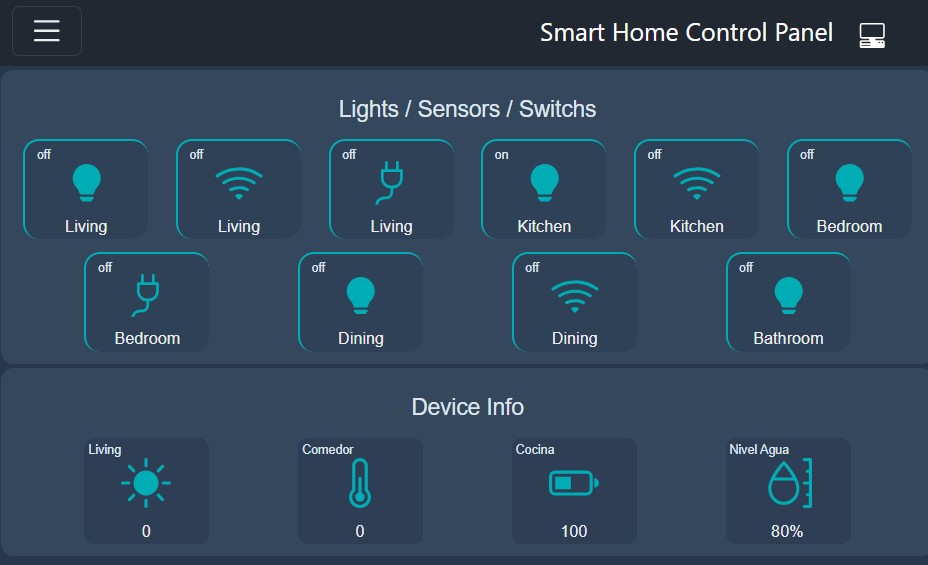 Smart Home Control Panel
Lights / Sensors / Switchs
off
Living
off
Living
off
Living
on
Kitchen
off
Kitchen
off
Bedroom
off
Bedroom
off
Dining
off
Dining
off
Bathroom
Device Info
Living
0
Comedor
0
Cocina
100
Nivel Agua
80%